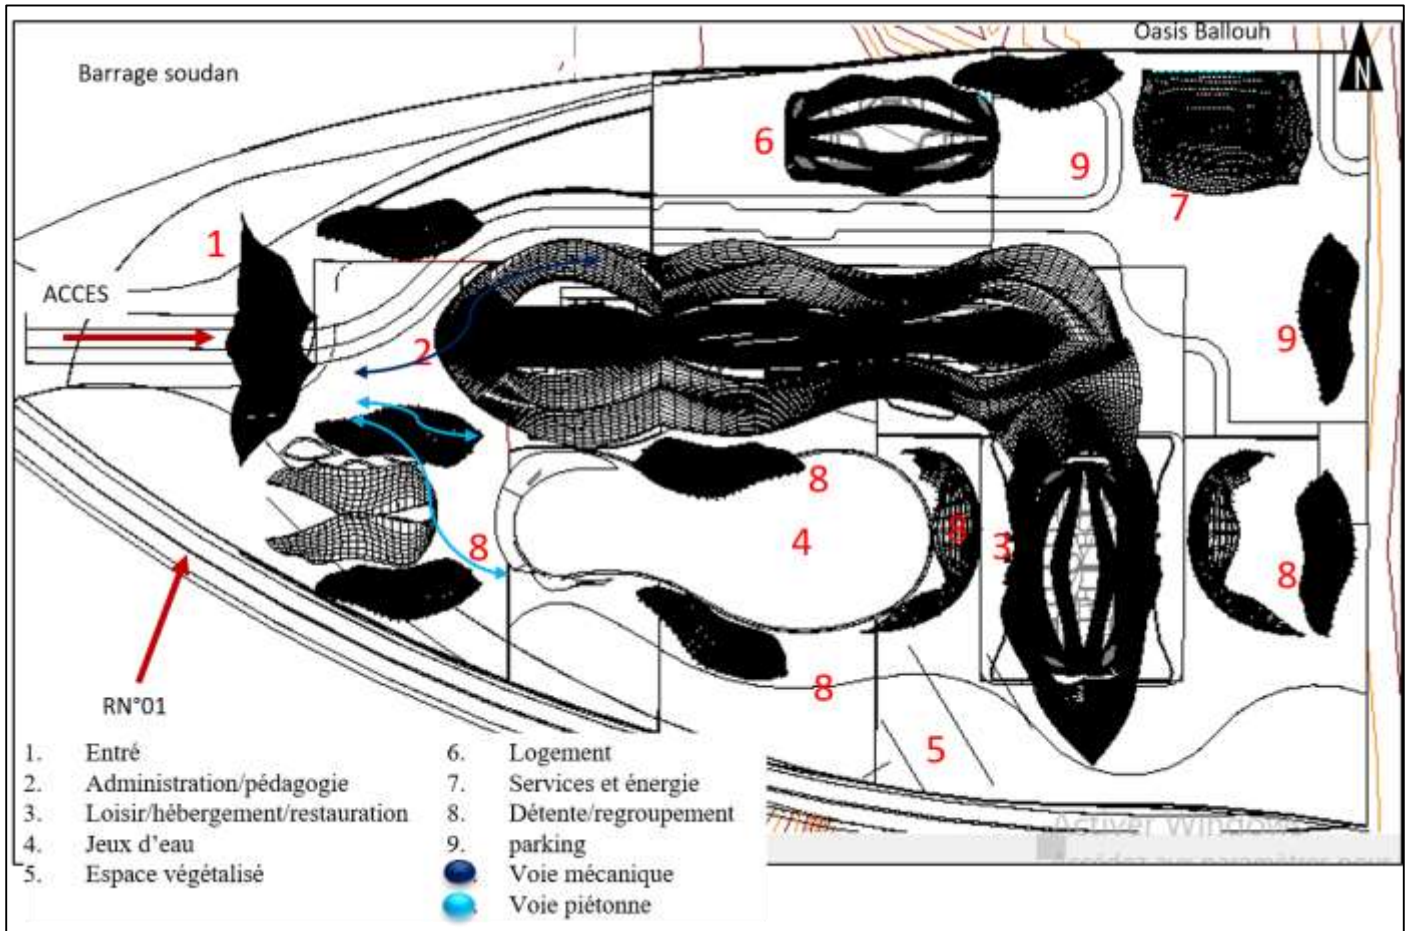 Oasis Ballouh
Barrage soudan
N
6
9
7
1
ACCES
9
2
8
4
8
3
8
8
8
5
RN°01
1. Entré
2. Administration/pédagogie
3. Loisir/hébergement/restauration
4. Jeux d'eau
5. Espace végétalisé
6. Logement
7. Services et énergie
8. Détente/regroupement
9. parking
Voie mécanique
Voie piétonne
Activer Windows